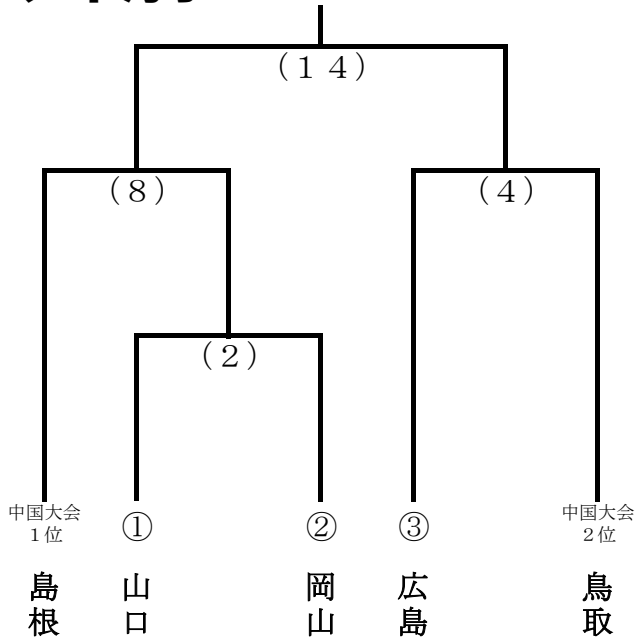 (14)
(8)
(4)
(2)
中国大会
1位
①
②
③
中国大会
2位
島根
山口
岡山
広島
鳥取